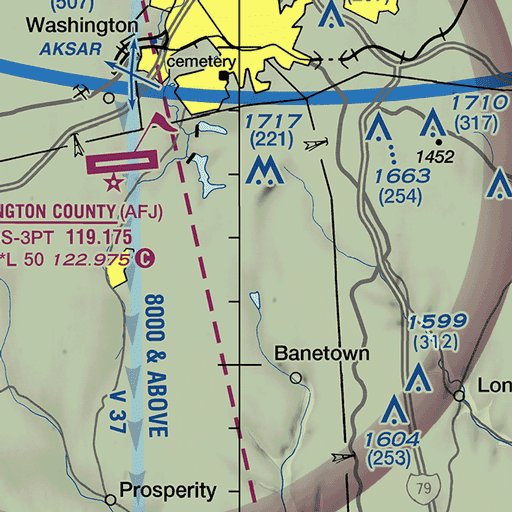 (507)
Washington
AKSAR
cemetery
1717
(221)
1710
(317)
1452
1663
(254)
NGTON COUNTY (AFJ)
S-3PT 119.175
*L 50 122.975 C
8000 & ABOVE
V 37
1599
(312)
Banetown
Lon
1604
(253)
79
Prosperity